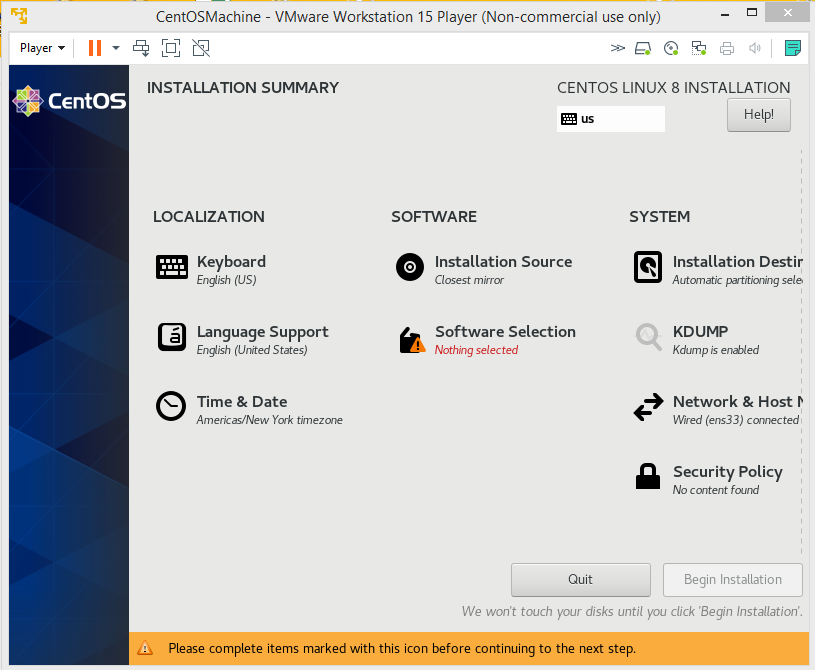 CentOSMachine - VMware Workstation 15 Player (Non-commercial use only)
Player
CentOS
INSTALLATION SUMMARY
CENTOS LINUX 8 INSTALLATION
us
Help!
LOCALIZATION
Keyboard
English (US)
Language Support
English (United States)
Time & Date
Americas/New York timezone
SOFTWARE
Installation Source
Closest mirror
Software Selection
Nothing selected
SYSTEM
Installation Destin
Automatic partitioning sele
KDUMP
Kdump is enabled
Network & Host N
Wired (ens33) connected
Security Policy
No content found
Quit
Begin Installation
We won't touch your disks until you click 'Begin Installation'.
Please complete items marked with this icon before continuing to the next step.